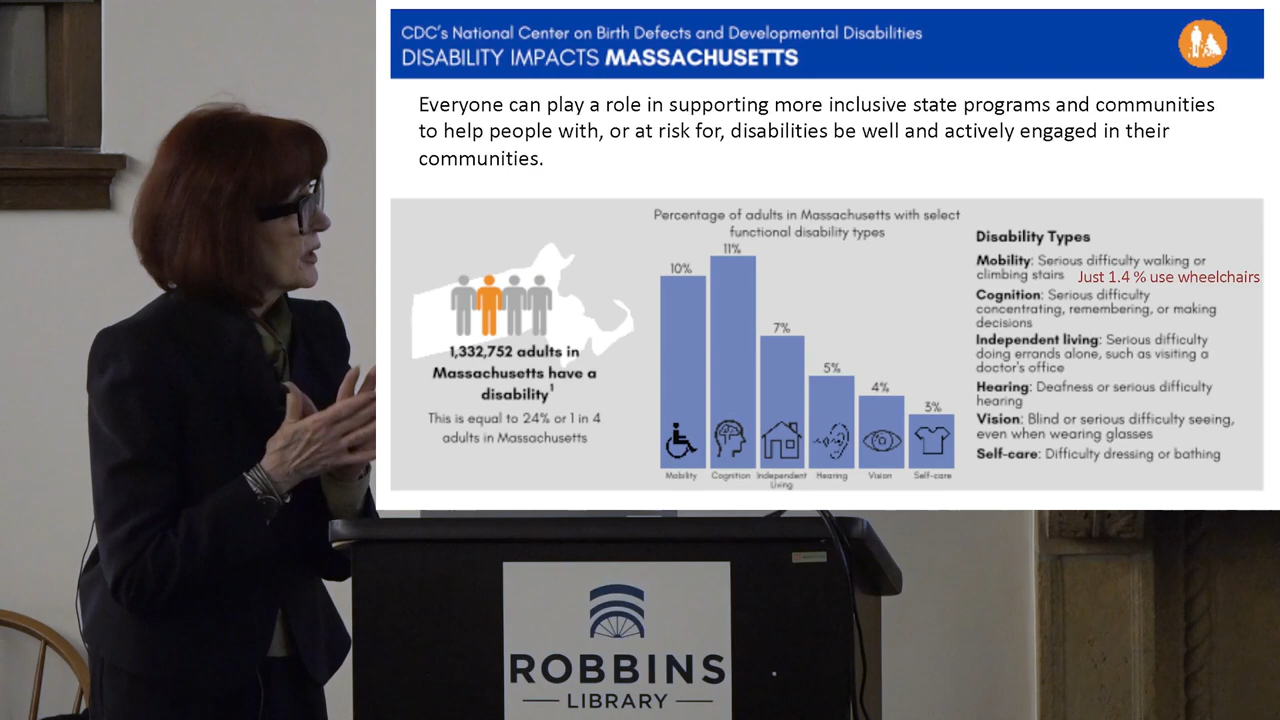 CDC's National Center on Birth Defects and Developmental Disabilities
DISABILITY IMPACTS MASSACHUSETTS
Everyone can play a role in supporting more inclusive state programs and communities
to help people with, or at risk for, disabilities be well and actively engaged in their
communities.
1,332,752 adults in
Massachusetts have a
disability¹
This is equal to 24% or 1 in 4
adults in Massachusetts
Percentage of adults in Massachusetts with select
functional disability types
10%
11%
7%
5%
4%
3%
Mobility
Cognition
Independent
Living
Hearing
Vision
Self-care
Disability Types
Mobility: Serious difficulty walking or
climbing stairs
Just 1.4 % use wheelchairs
Cognition: Serious difficulty
concentrating, remembering, or making
decisions
Independent living: Serious difficulty
doing errands alone, such as visiting a
doctor's office
Hearing: Deafness or serious difficulty
hearing
Vision: Blind or serious difficulty seeing,
even when wearing glasses
Self-care: Difficulty dressing or bathing
ROBBINS
LIBRARY